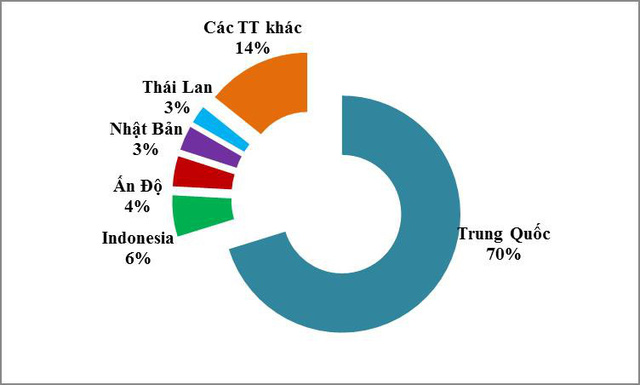 Các TT khác
14%
Thái Lan
3%
Nhật Bản
3%
Ấn Độ
4%
Indonesia
6%
Trung Quốc
70%